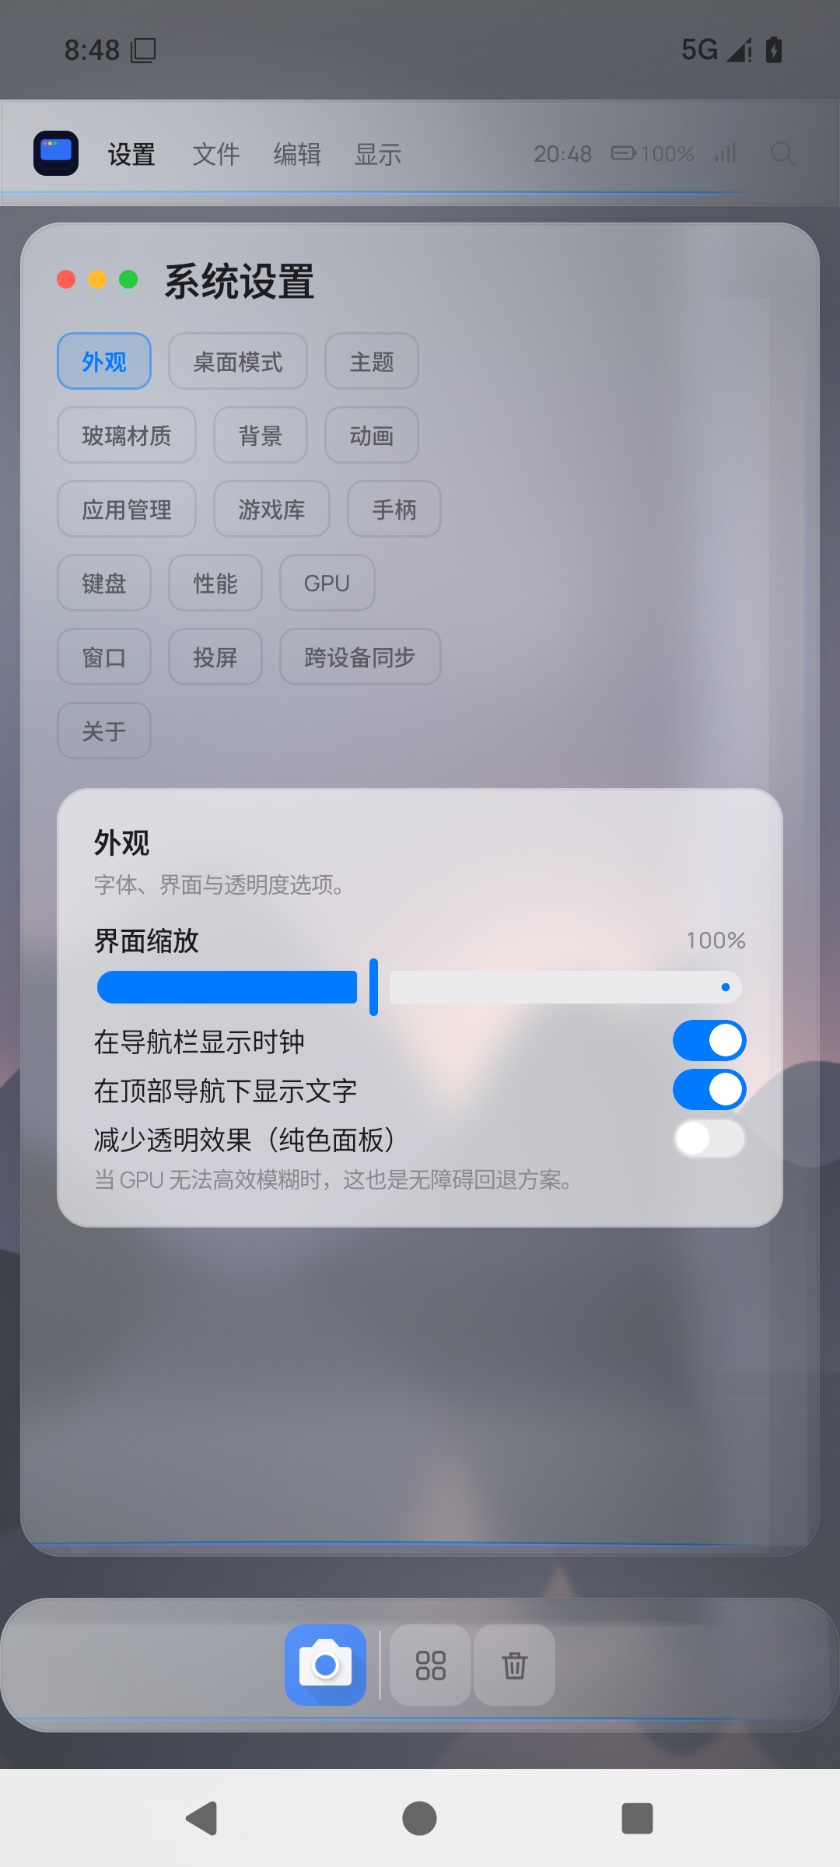 8:48 5G
设置 文件 编辑 显示 20:48 100%
系统设置
外观 桌面模式 主题
玻璃材质 背景 动画
应用管理 游戏库 手柄
键盘 性能 GPU
窗口 投屏 跨设备同步
关于
外观
字体、界面与透明度选项。
界面缩放 100%
在导航栏显示时钟
在顶部导航下显示文字
减少透明效果（纯色面板）
当 GPU 无法高效模糊时，这也是无障碍回退方案。